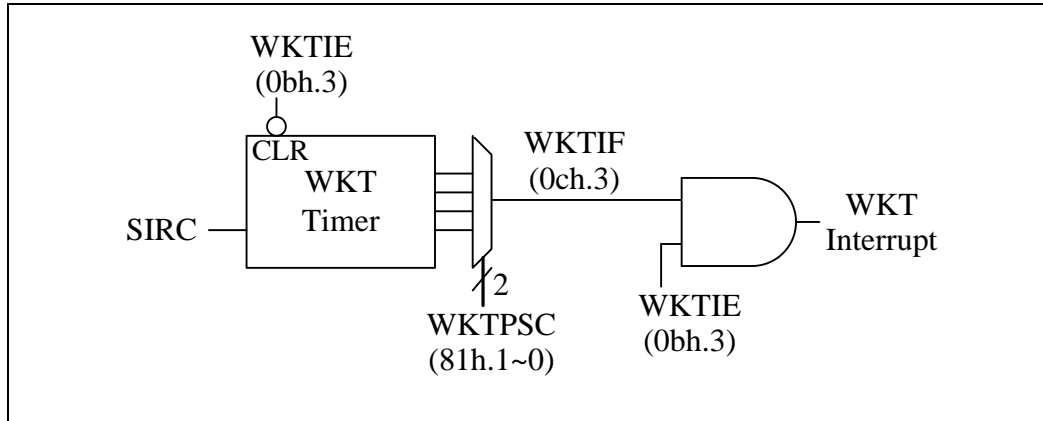 WKTIE
(0bh.3)
CLR
WKT
Timer
SIRC
WKTIF
(0ch.3)
WKT
Interrupt
2
WKTPSC
(81h.1~0)
WKTIE
(0bh.3)